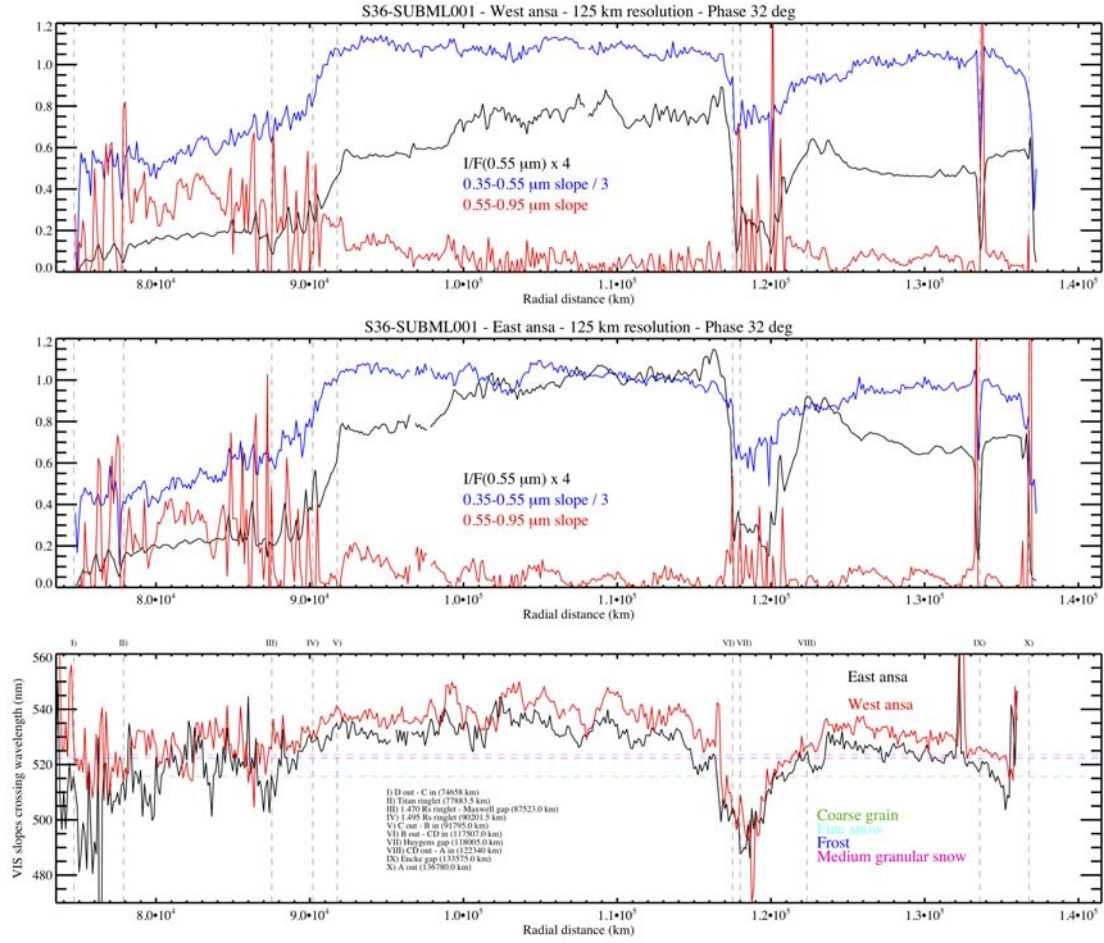 S36-SUBML001 - West ansa - 125 km resolution - Phase 32 deg
1.2
1.0
0.8
0.6
0.4
0.2
0.0
I/F(0.55 μm) x 4
0.35-0.55 μm slope / 3
0.55-0.95 μm slope
8.0•10⁴ 9.0•10⁴ 1.0•10⁵ 1.1•10⁵ 1.2•10⁵ 1.3•10⁵ 1.4•10⁵
Radial distance (km)
S36-SUBML001 - East ansa - 125 km resolution - Phase 32 deg
1.2
1.0
0.8
0.6
0.4
0.2
0.0
I/F(0.55 μm) x 4
0.35-0.55 μm slope / 3
0.55-0.95 μm slope
8.0•10⁴ 9.0•10⁴ 1.0•10⁵ 1.1•10⁵ 1.2•10⁵ 1.3•10⁵ 1.4•10⁵
Radial distance (km)
I) II) III) IV) V) VI) VII) VIII) IX) X)
VIS slopes crossing wavelength (nm)
560
540
520
500
480
East ansa
West ansa
I) D out - C in (74658 km)
II) Titan ringlet (77883.5 km)
III) 1.470 Rs ringlet - Maxwell gap (87523.0 km)
IV) 1.495 Rs ringlet (90201.5 km)
V) C out - B in (91795.0 km)
VI) B out - CD in (117507.0 km)
VII) Huygens gap (118005.0 km)
VIII) CD out - A in (122340 km)
IX) Encke gap (133575.0 km)
X) A out (136780.0 km)
Coarse grain
Fine snow
Frost
Medium granular snow
8.0•10⁴ 9.0•10⁴ 1.0•10⁵ 1.1•10⁵ 1.2•10⁵ 1.3•10⁵ 1.4•10⁵
Radial distance (km)